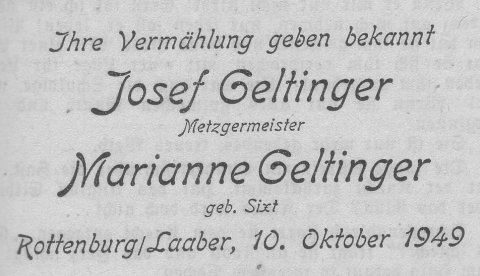 Ihre Vermählung geben bekannt
Josef Geltinger
Metzgermeister
Marianne Geltinger
geb. Sixt
Rottenburg/Laaber, 10. Oktober 1949